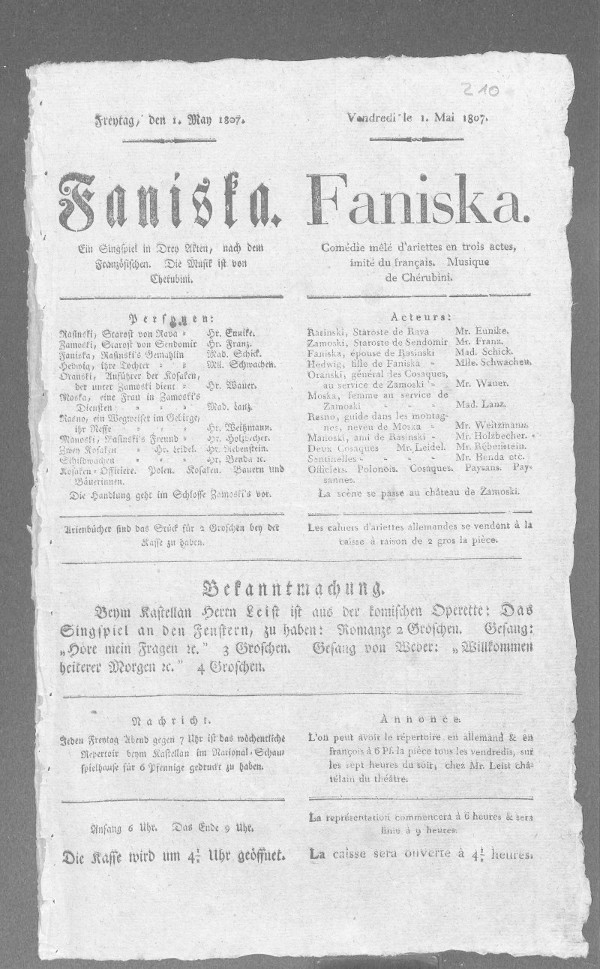 210
Freytag, den 1. May 1807.
Faniska.
Ein Singspiel in Drey Akten, nach dem
Französischen. Die Musik ist von
Cherubini.
Personen:
Rasinski, Starost von Rava - Hr. Eunike.
Zamoski, Starost von Sendomir Hr. Franz.
Faniska, Rasinski's Gemahlin Mad. Schick.
Hedwig, ihre Tochter - - Mll. Schwachen.
Oranski, Anführer der Kosaken,
der unter Zamoski dient - Hr. Wauer.
Moska, eine Frau in Zamoski's
Diensten - - - Mad. Lanz.
Rasno, ein Wegweiser im Gebirge,
ihr Neffe - - - Hr. Weitzmann.
Manoski, Rasinski's Freund - Hr. Holzbecher.
Zwey Kosaken - Hr. Leidel. Hr. Rebenstein.
Schildwachen - - - Hr. Benda ꝛc.
Kosaken-Offiziere. Polen. Kosaken. Bauern und
Bäuerinnen.
Die Handlung geht im Schlosse Zamoski's vor.
Arienbücher sind das Stück für 2 Groschen bey der
Kasse zu haben.
Vendredi le 1. Mai 1807.
Faniska.
Comèdie mêlé d'ariettes en trois actes,
imité du français. Musique
de Chérubini.
Acteurs:
Rasinski, Staroste de Rava Mr. Eunike.
Zamoski, Staroste de Sendomir Mr. Franz.
Faniska, épouse de Rasinski Mad. Schick.
Hedwig, fille de Faniska - Mlle. Schwachen.
Oranski, général des Cosaques,
au service de Zamoski - Mr. Wauer.
Moska, femme au service de
Zamoski - - - Mad. Lanz.
Rasno, guide dans les montag-
nes, neveu de Moska - Mr. Weitzmann.
Manoski, ami de Rasinski - Mr. Holzbecher.
Deux Cosaques Mr. Leidel. Mr. Rebenstein.
Sentinelles - - - Mr. Benda etc.
Officiers. Polonois. Cosaques. Paysans. Pay-
sannes.
La scène se passe au château de Zamoski.
Les cahiers d'ariettes allemandes se vendent à la
caisse à raison de 2 gros la pièce.
Bekanntmachung.
Beym Kastellan Herrn Leist ist aus der komischen Operette: Das
Singspiel an den Fenstern, zu haben: Romanze 2 Groschen. Gesang:
„Höre mein Fragen ꝛc.” 3 Groschen. Gesang von Weber: „Willkommen
heiterer Morgen ꝛc.” 4 Groschen.
Nachricht.
Jeden Freytag Abend gegen 7 Uhr ist das wöchentliche
Repertoir beym Kastellan im National-Schau-
spielhause für 6 Pfennige gedruckt zu haben.
Anfang 6 Uhr. Das Ende 9 Uhr.
Die Kasse wird um 4¼ Uhr geöffnet.
Annonce.
L'on peut avoir le répertoire en allemand & en
français à 6 Pf. la pièce tous les vendredis, sur
les sept heures du soir, chez Mr. Leist châ-
télain du théâtre.
La représentation commencera à 6 heures & sera
finie à 9 heures.
La caisse sera ouverte à 4¼ heures.